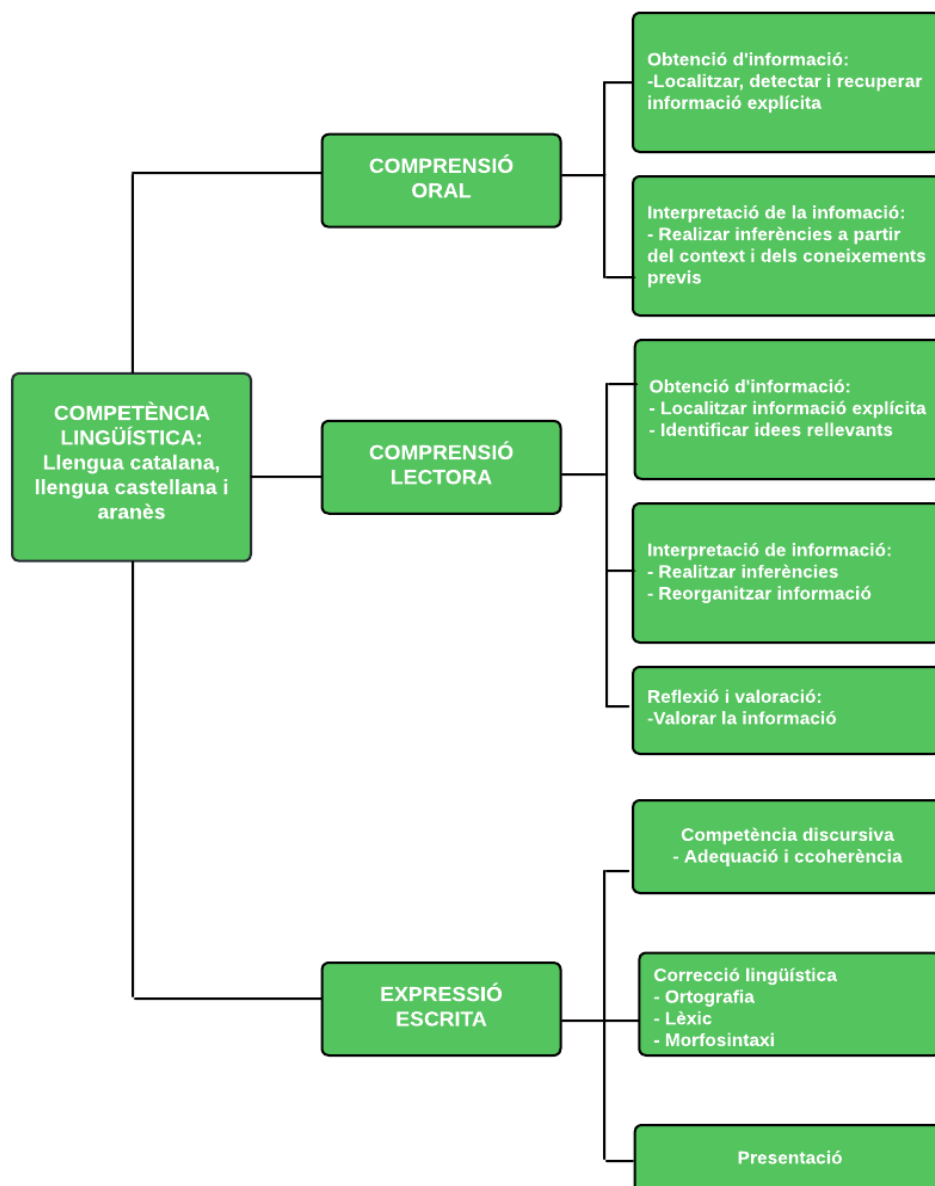 COMPETÈNCIA
LINGÜÍSTICA:
Llengua catalana,
llengua castellana i
aranès
COMPRENSIÓ
ORAL
Obtenció d'informació:
-Localitzar, detectar i recuperar
informació explícita
Interpretació de la infomació:
- Realizar inferències a partir
del context i dels coneixements
previs
COMPRENSIÓ
LECTORA
Obtenció d'informació:
- Localitzar informació explícita
- Identificar idees rellevants
Interpretació de informació:
- Realitzar inferències
- Reorganitzar informació
Reflexió i valoració:
-Valorar la informació
EXPRESSIÓ
ESCRITA
Competència discursiva
- Adequació i ccoherència
Correcció lingüística
- Ortografia
- Lèxic
- Morfosintaxi
Presentació